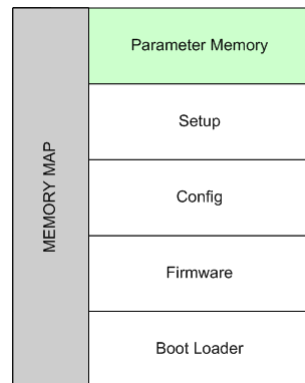 MEMORY MAP
Parameter Memory
Setup
Config
Firmware
Boot Loader